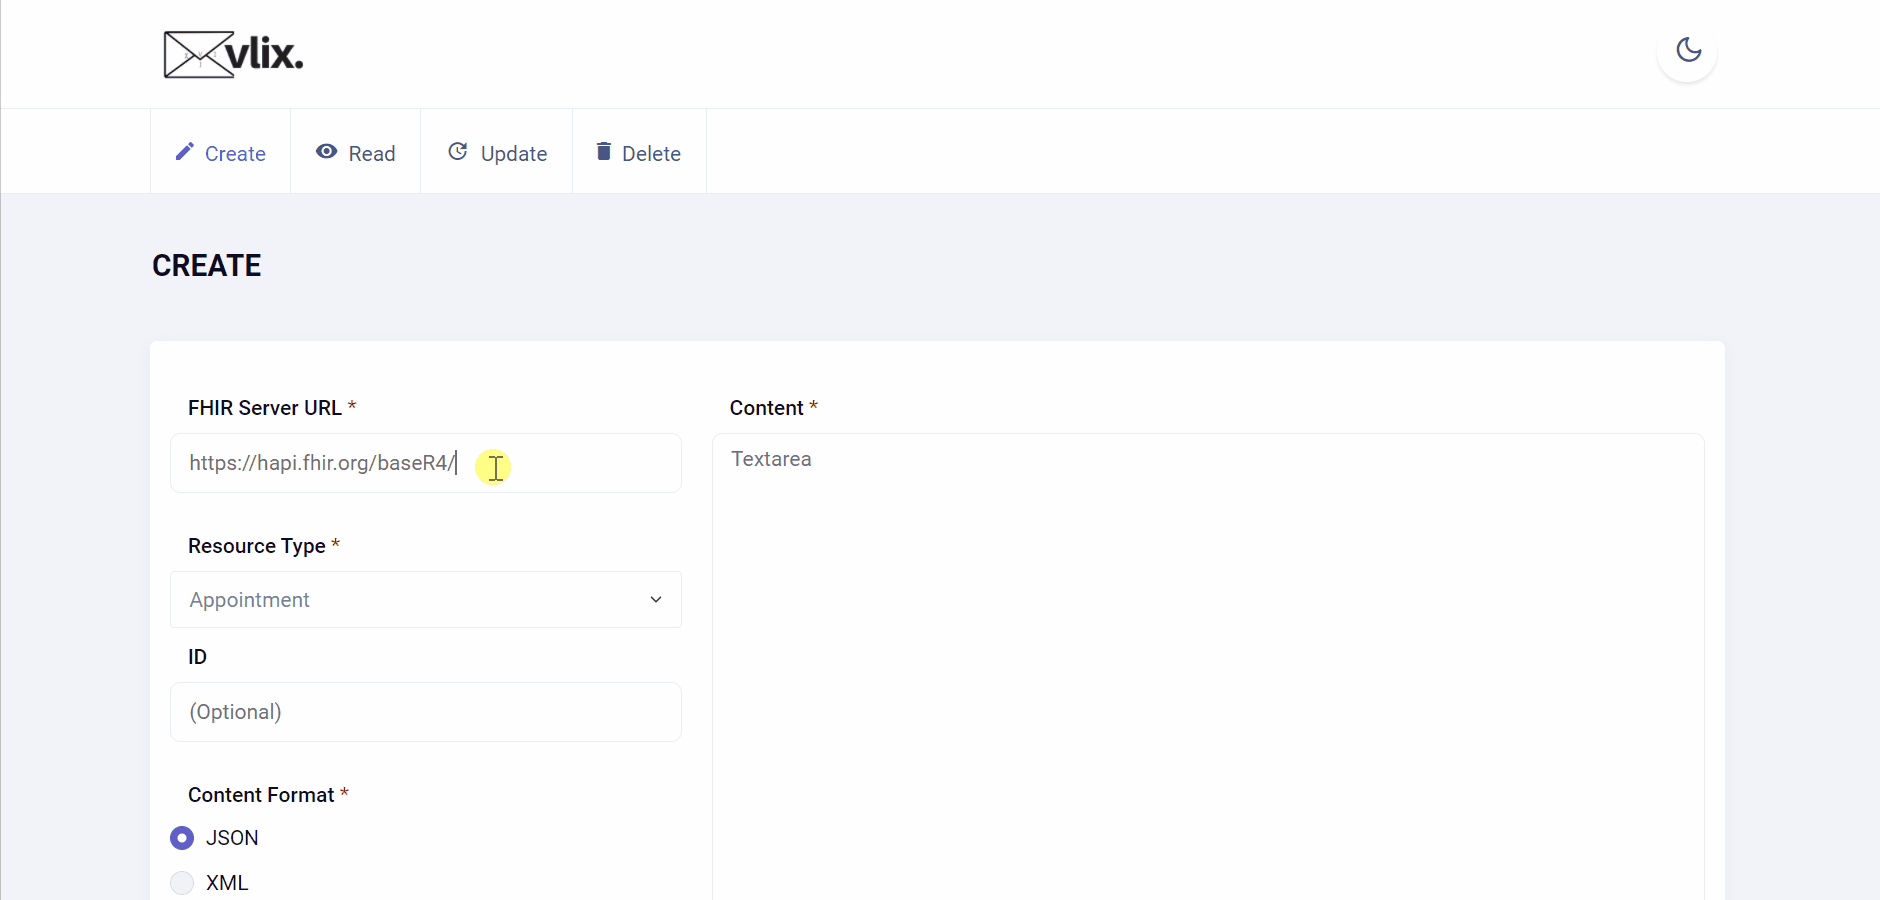 vlix.
Create
Read
Update
Delete
CREATE
FHIR Server URL *
https://hapi.fhir.org/baseR4/
Resource Type *
Appointment
ID
(Optional)
Content Format *
JSON
XML
Content *
Textarea